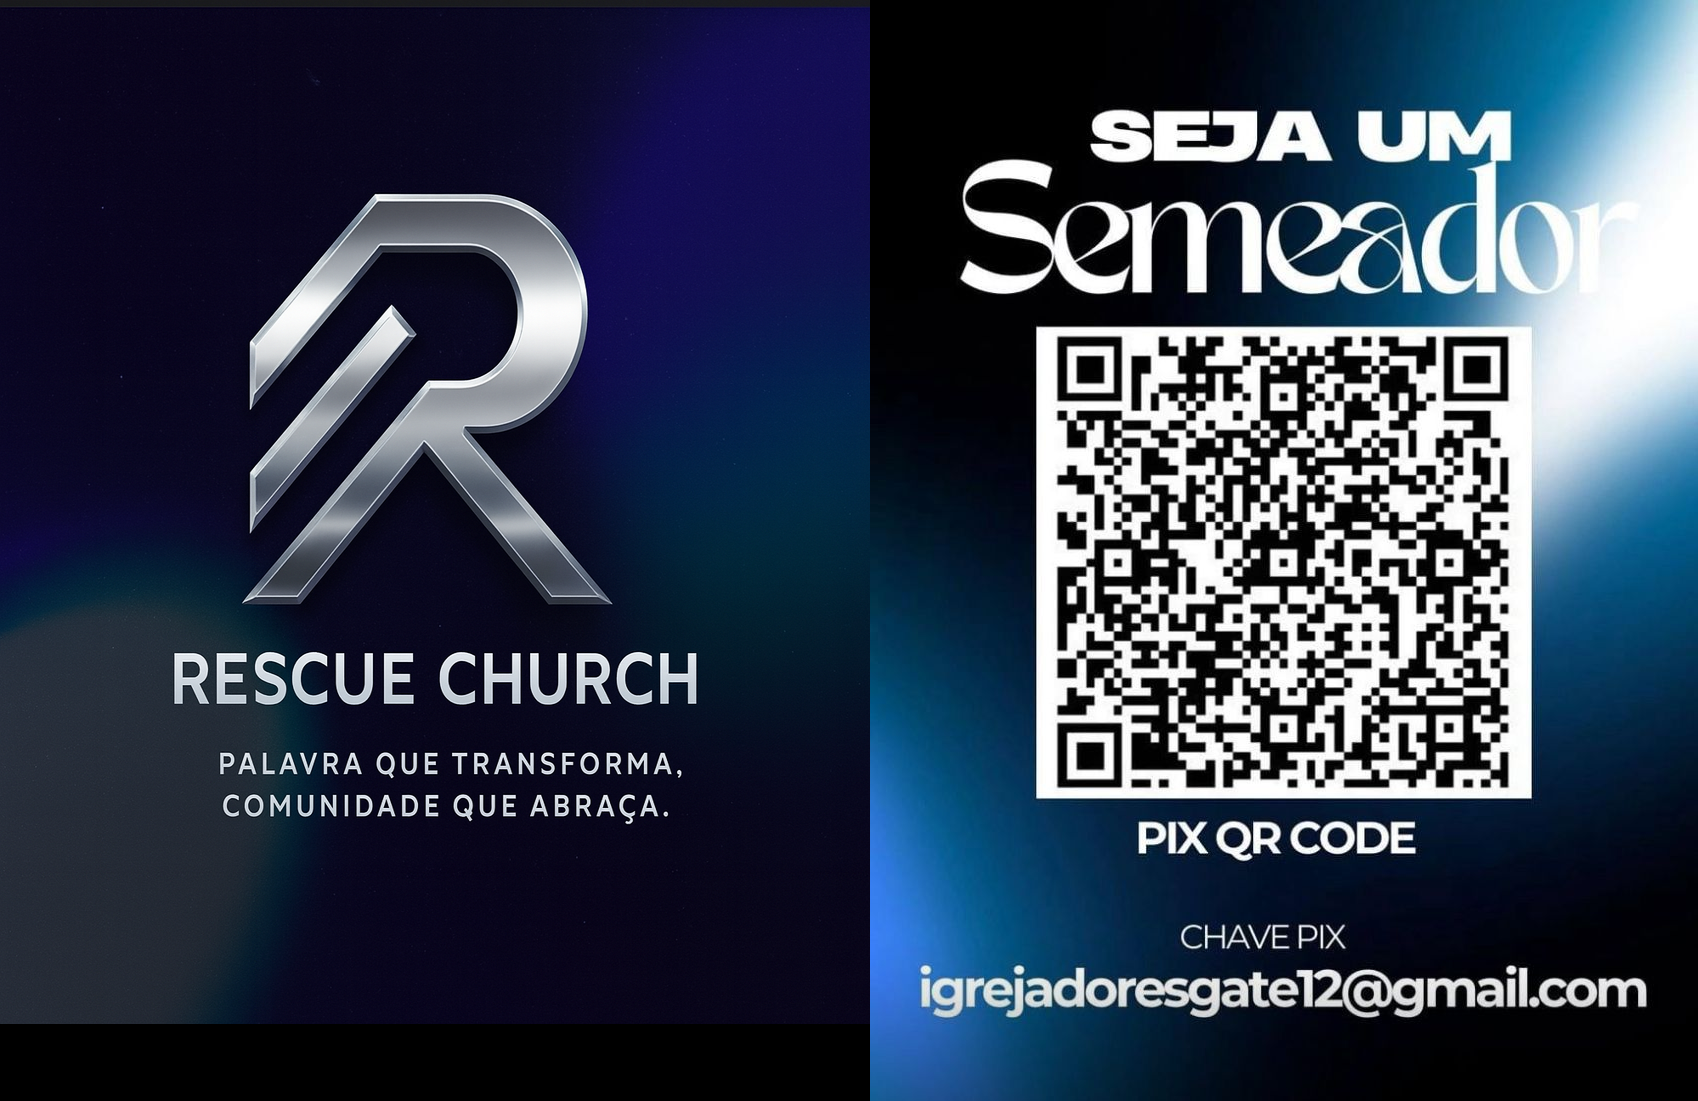 RESCUE CHURCH
PALAVRA QUE TRANSFORMA,
COMUNIDADE QUE ABRAÇA.
SEJA UM
Semeador
PIX QR CODE
CHAVE PIX
igrejadoresgate12@gmail.com